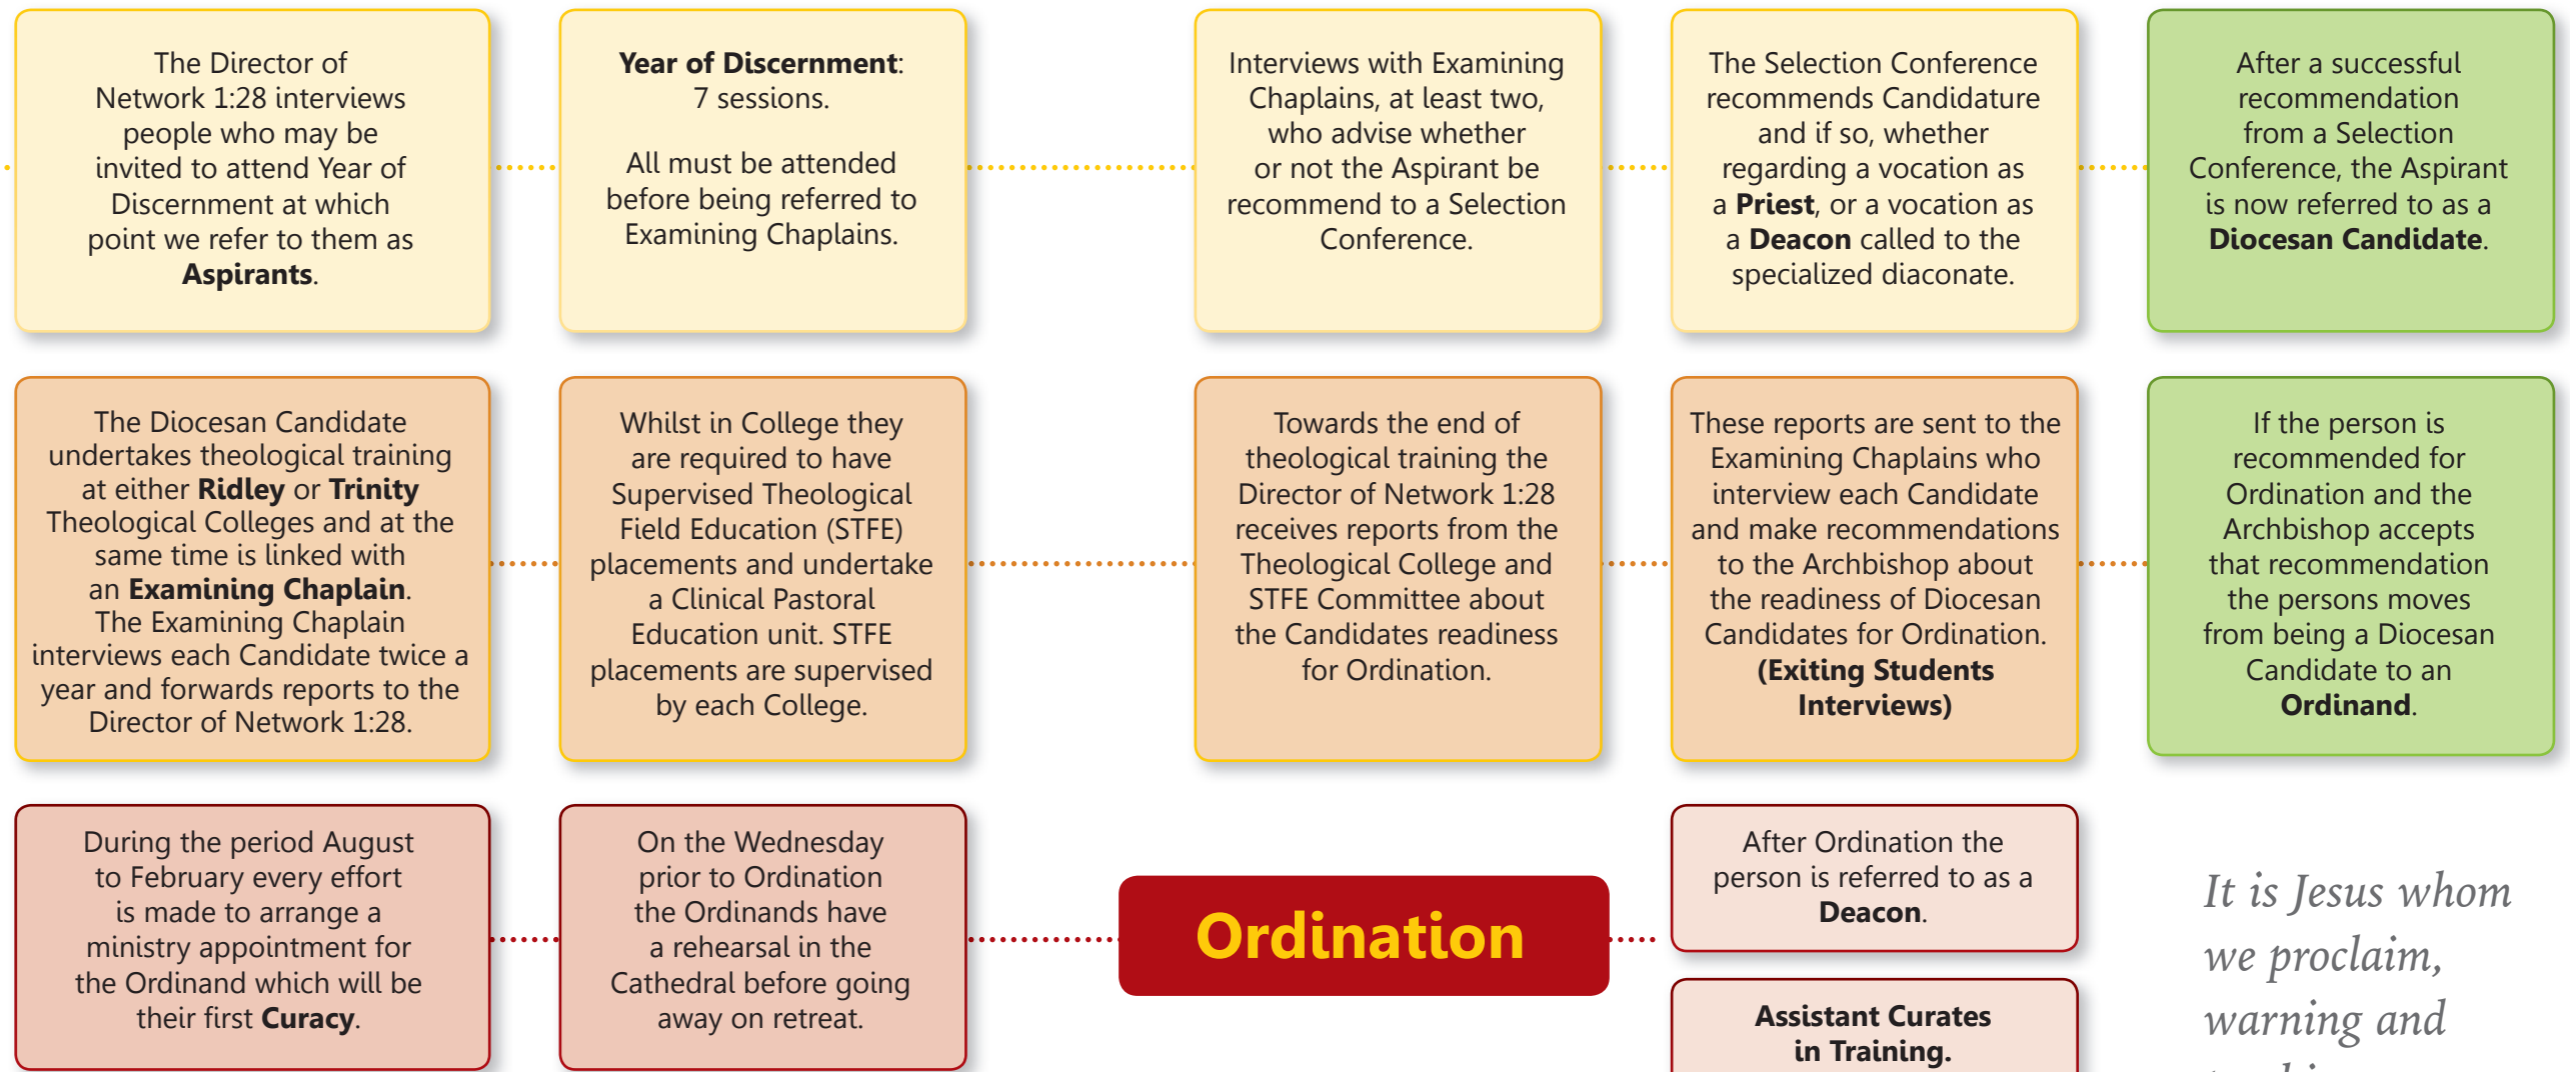 The Director of
Network 1:28 interviews
people who may be
invited to attend Year of
Discernment at which
point we refer to them as
Aspirants.
Year of Discernment:
7 sessions.
All must be attended
before being referred to
Examining Chaplains.
Interviews with Examining
Chaplains, at least two,
who advise whether
or not the Aspirant be
recommend to a Selection
Conference.
The Selection Conference
recommends Candidature
and if so, whether
regarding a vocation as
a Priest, or a vocation as
a Deacon called to the
specialized diaconate.
After a successful
recommendation
from a Selection
Conference, the Aspirant
is now referred to as a
Diocesan Candidate.
The Diocesan Candidate
undertakes theological training
at either Ridley or Trinity
Theological Colleges and at the
same time is linked with
an Examining Chaplain.
The Examining Chaplain
interviews each Candidate twice a
year and forwards reports to the
Director of Network 1:28.
Whilst in College they
are required to have
Supervised Theological
Field Education (STFE)
placements and undertake
a Clinical Pastoral
Education unit. STFE
placements are supervised
by each College.
Towards the end of
theological training the
Director of Network 1:28
receives reports from the
Theological College and
STFE Committee about
the Candidates readiness
for Ordination.
These reports are sent to the
Examining Chaplains who
interview each Candidate
and make recommendations
to the Archbishop about
the readiness of Diocesan
Candidates for Ordination.
(Exiting Students
Interviews)
If the person is
recommended for
Ordination and the
Archbishop accepts
that recommendation
the persons moves
from being a Diocesan
Candidate to an
Ordinand.
During the period August
to February every effort
is made to arrange a
ministry appointment for
the Ordinand which will be
their first Curacy.
On the Wednesday
prior to Ordination
the Ordinands have
a rehearsal in the
Cathedral before going
away on retreat.
Ordination
After Ordination the
person is referred to as a
Deacon.
Assistant Curates
in Training.
It is Jesus whom
we proclaim,
warning and